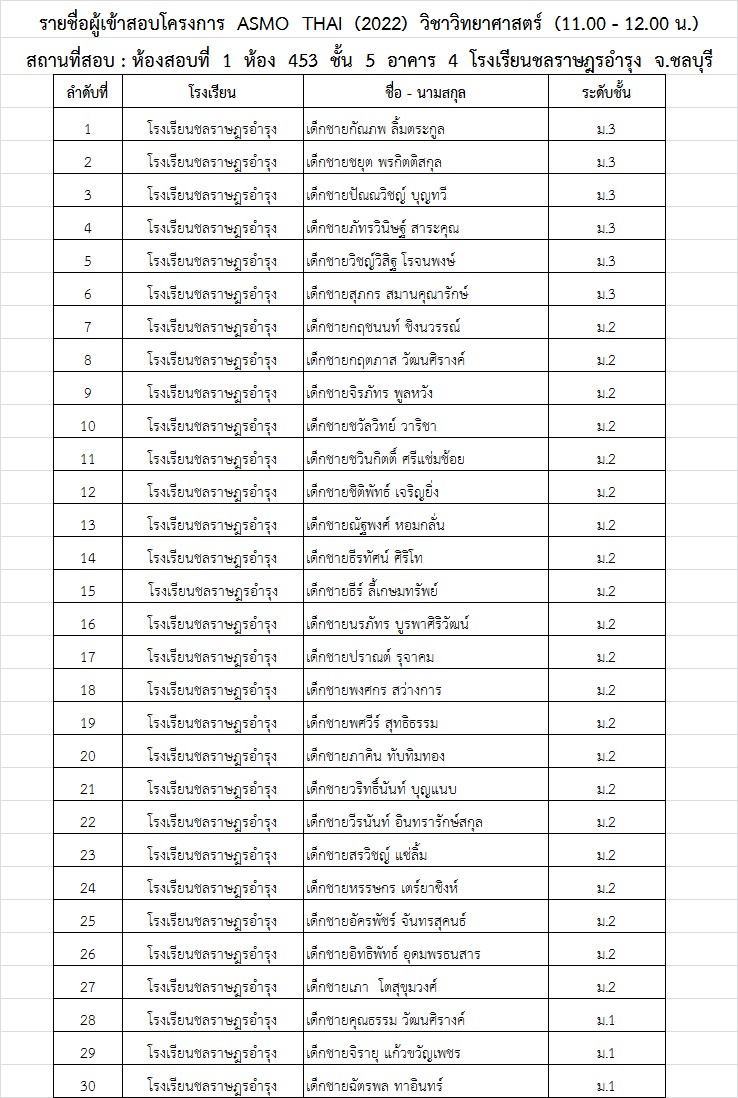 รายชื่อผู้เข้าสอบโครงการ ASMO THAI (2022) วิชาวิทยาศาสตร์ (11.00 - 12.00 น.)
สถานที่สอบ : ห้องสอบที่ 1 ห้อง 453 ชั้น 5 อาคาร 4 โรงเรียนชลราษฎรอำรุง จ.ชลบุรี
ลำดับที่ โรงเรียน ชื่อ - นามสกุล ระดับชั้น
1 โรงเรียนชลราษฎรอำรุง เด็กชายกัณภพ ลิ้มตระกูล ม.3
2 โรงเรียนชลราษฎรอำรุง เด็กชายชยุต พรกิตติสกุล ม.3
3 โรงเรียนชลราษฎรอำรุง เด็กชายปัณณวิชญ์ บุญทวี ม.3
4 โรงเรียนชลราษฎรอำรุง เด็กชายภัทรวินิษฐ์ สาระคุณ ม.3
5 โรงเรียนชลราษฎรอำรุง เด็กชายวิชญ์วิสิฐ โรจนพงษ์ ม.3
6 โรงเรียนชลราษฎรอำรุง เด็กชายสุภกร สมานคุณารักษ์ ม.3
7 โรงเรียนชลราษฎรอำรุง เด็กชายกฤชนนท์ ชิงนวรรณ์ ม.2
8 โรงเรียนชลราษฎรอำรุง เด็กชายกฤตภาส วัฒนศิรางค์ ม.2
9 โรงเรียนชลราษฎรอำรุง เด็กชายจิรภัทร พูลหวัง ม.2
10 โรงเรียนชลราษฎรอำรุง เด็กชายชวัลวิทย์ วาริชา ม.2
11 โรงเรียนชลราษฎรอำรุง เด็กชายชวินกิตติ์ ศรีแช่มช้อย ม.2
12 โรงเรียนชลราษฎรอำรุง เด็กชายชิติพัทธ์ เจริญยิ่ง ม.2
13 โรงเรียนชลราษฎรอำรุง เด็กชายณัฐพงศ์ หอมกลั่น ม.2
14 โรงเรียนชลราษฎรอำรุง เด็กชายธีรทัศน์ ศิริโท ม.2
15 โรงเรียนชลราษฎรอำรุง เด็กชายธีร์ ลี้เกษมทรัพย์ ม.2
16 โรงเรียนชลราษฎรอำรุง เด็กชายนรภัทร บูรพาศิริวัฒน์ ม.2
17 โรงเรียนชลราษฎรอำรุง เด็กชายปราณต์ รุจาคม ม.2
18 โรงเรียนชลราษฎรอำรุง เด็กชายพงศกร สว่างการ ม.2
19 โรงเรียนชลราษฎรอำรุง เด็กชายพศวีร์ สุทธิธรรม ม.2
20 โรงเรียนชลราษฎรอำรุง เด็กชายภาคิน ทับทิมทอง ม.2
21 โรงเรียนชลราษฎรอำรุง เด็กชายวริทธิ์นันท์ บุญแนบ ม.2
22 โรงเรียนชลราษฎรอำรุง เด็กชายวีรนันท์ อินทรารักษ์สกุล ม.2
23 โรงเรียนชลราษฎรอำรุง เด็กชายสรวิชญ์ แซ่ลิ้ม ม.2
24 โรงเรียนชลราษฎรอำรุง เด็กชายหรรษกร เตร์ยาซิงห์ ม.2
25 โรงเรียนชลราษฎรอำรุง เด็กชายอัครพัชร์ จันทรสุคนธ์ ม.2
26 โรงเรียนชลราษฎรอำรุง เด็กชายอิทธิพัทธ์ อุดมพรธนสาร ม.2
27 โรงเรียนชลราษฎรอำรุง เด็กชายเภา โตสุขุมวงศ์ ม.2
28 โรงเรียนชลราษฎรอำรุง เด็กชายคุณธรรม วัฒนศิรางค์ ม.1
29 โรงเรียนชลราษฎรอำรุง เด็กชายจิรายุ แก้วขวัญเพชร ม.1
30 โรงเรียนชลราษฎรอำรุง เด็กชายฉัตรพล ทาอินทร์ ม.1